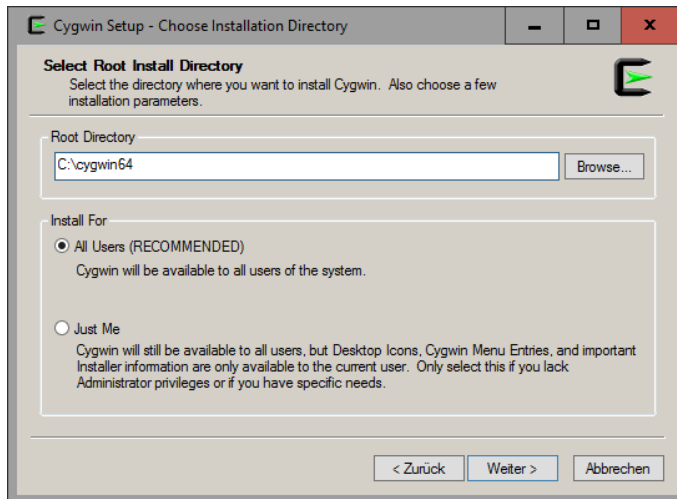 Cygwin Setup - Choose Installation Directory
Select Root Install Directory
Select the directory where you want to install Cygwin. Also choose a few
installation parameters.
Root Directory
C:\cygwin64
Browse...
Install For
All Users (RECOMMENDED)
Cygwin will be available to all users of the system.
Just Me
Cygwin will still be available to all users, but Desktop Icons, Cygwin Menu Entries, and important
Installer information are only available to the current user. Only select this if you lack
Administrator privileges or if you have specific needs.
< Zurück Weiter > Abbrechen